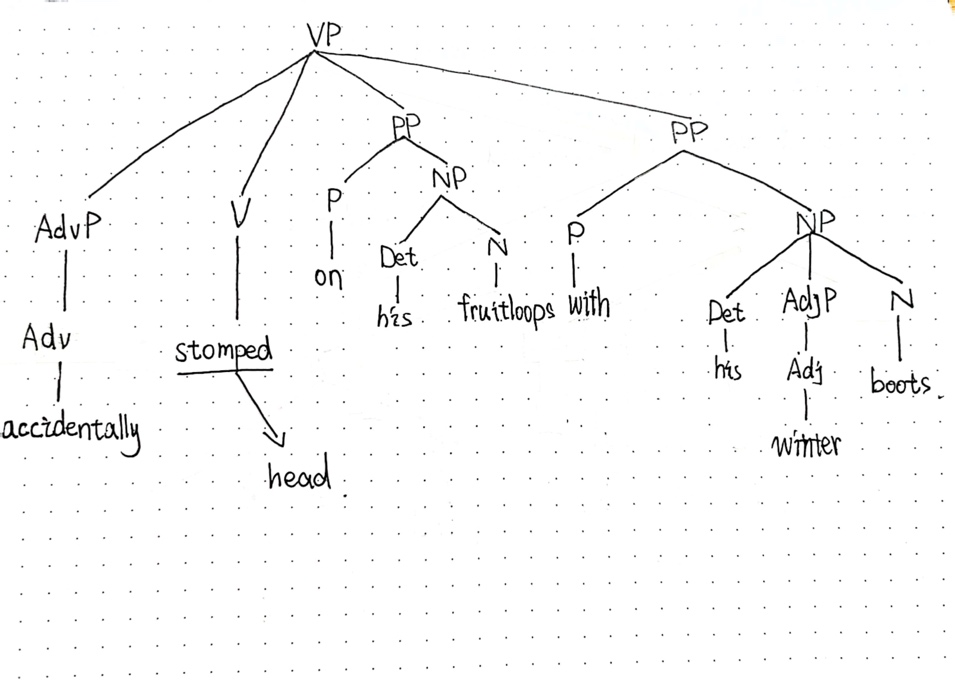 VP
PP PP
P NP
AdvP V P NP
Det N
on
his fruitloops with
Det AdjP N
Adv
stomped his Adj boots.
accidentally winter
head.